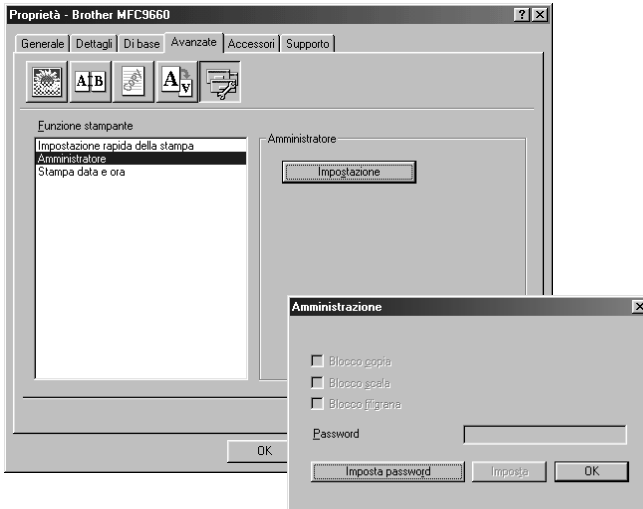 Proprietà - Brother MFC9660
Generale Dettagli Di base Avanzate Accessori Supporto
Funzione stampante
Impostazione rapida della stampa
Amministratore
Stampa data e ora
Amministratore
Impostazione
OK
Amministrazione
Blocco copia
Blocco scala
Blocco filigrana
Password
Imposta password Imposta OK